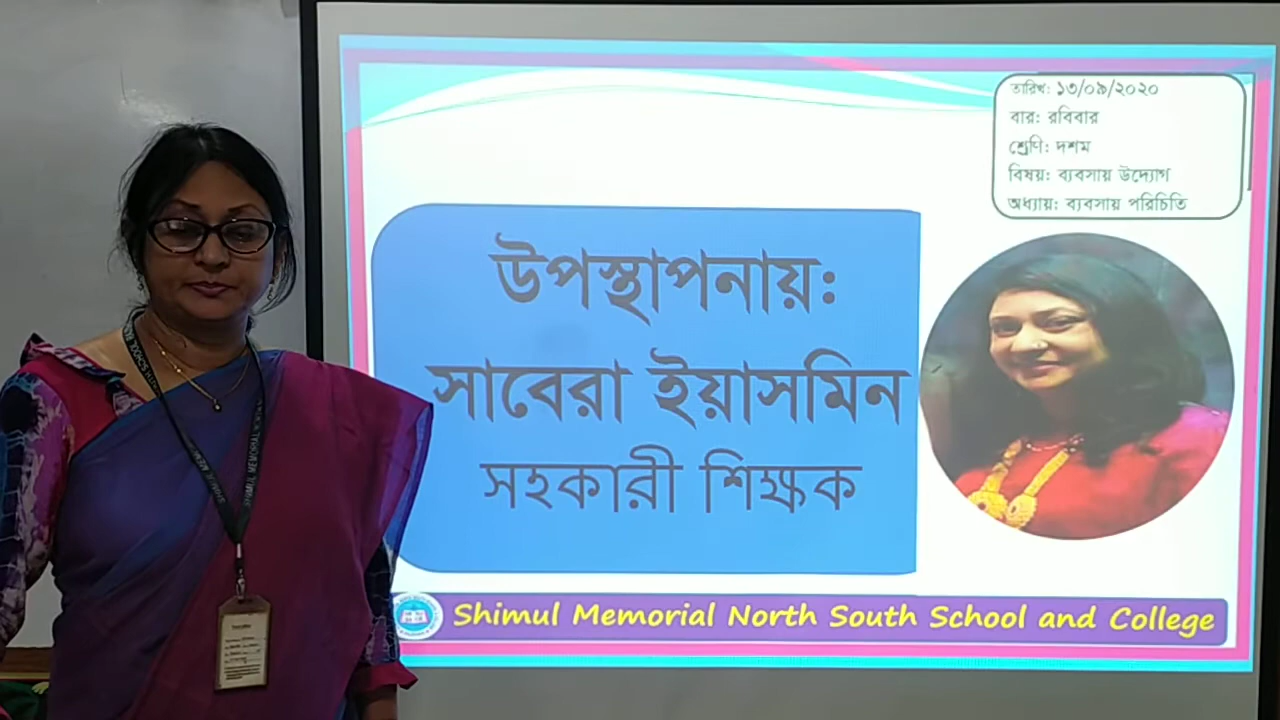 তারিখ: ১৩/০৯/২০২০
বার: রবিবার
শ্রেণি: দশম
বিষয়: ব্যবসায় উদ্যোগ
অধ্যায়: ব্যবসায় পরিচিতি
উপস্থাপনায়:
সাবেরা ইয়াসমিন
সহকারী শিক্ষক
Shimul Memorial North South School and College